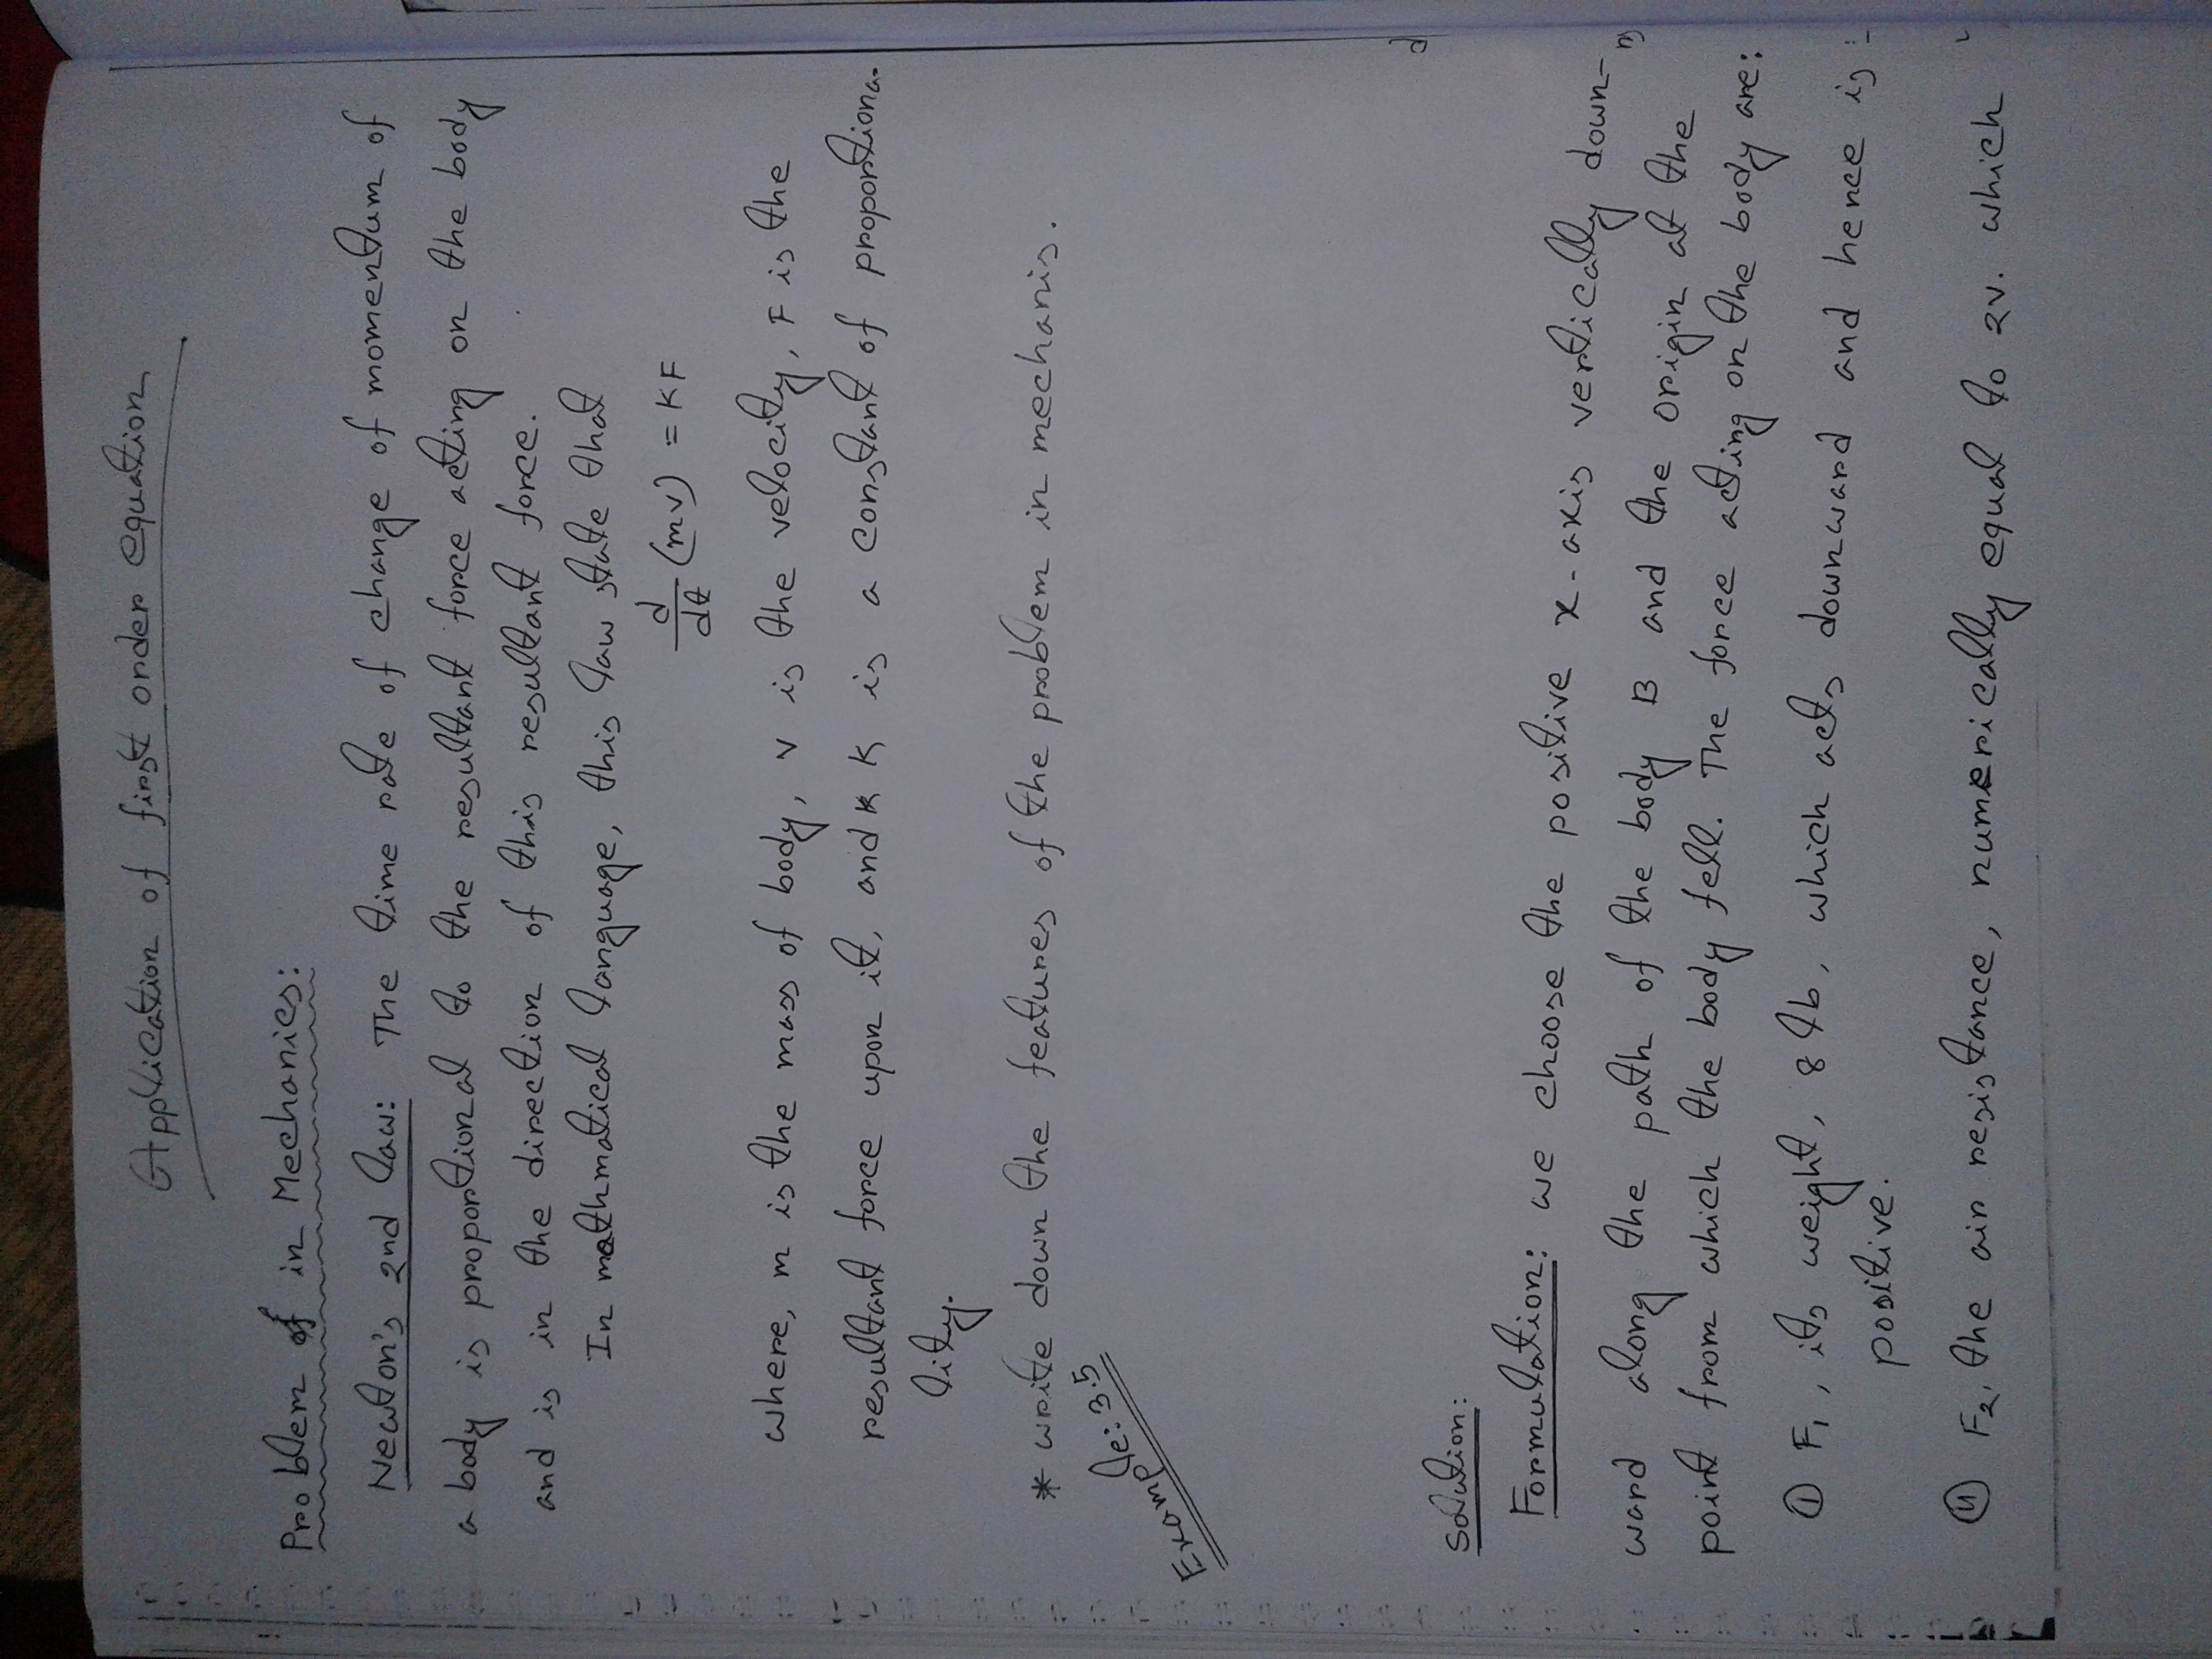 Application of first order equation
Problem of in Mechanics:
Newton's 2nd law: The time rate of change of momentum of
a body is proportional to the resultant force acting on the body
and is in the direction of this resultant force.
In mathmatical language, this law state that
d/dt (mv) = KF
where, m is the mass of body, v is the velocity, F is the
resultant force upon it, and K is a constant of proportiona-
lity.
* write down the features of the problem in mechanis.
Example: 3.5
Solution:
Formulation: we choose the positive x-axis vertically down-
ward along the path of the body B and the origin at the
point from which the body fell. The force acting on the body are:
① F₁, its weight, 8 lb, which acts downward and hence is
positive.
⑪ F₂, the air resistance, numerically equal to 2v. which